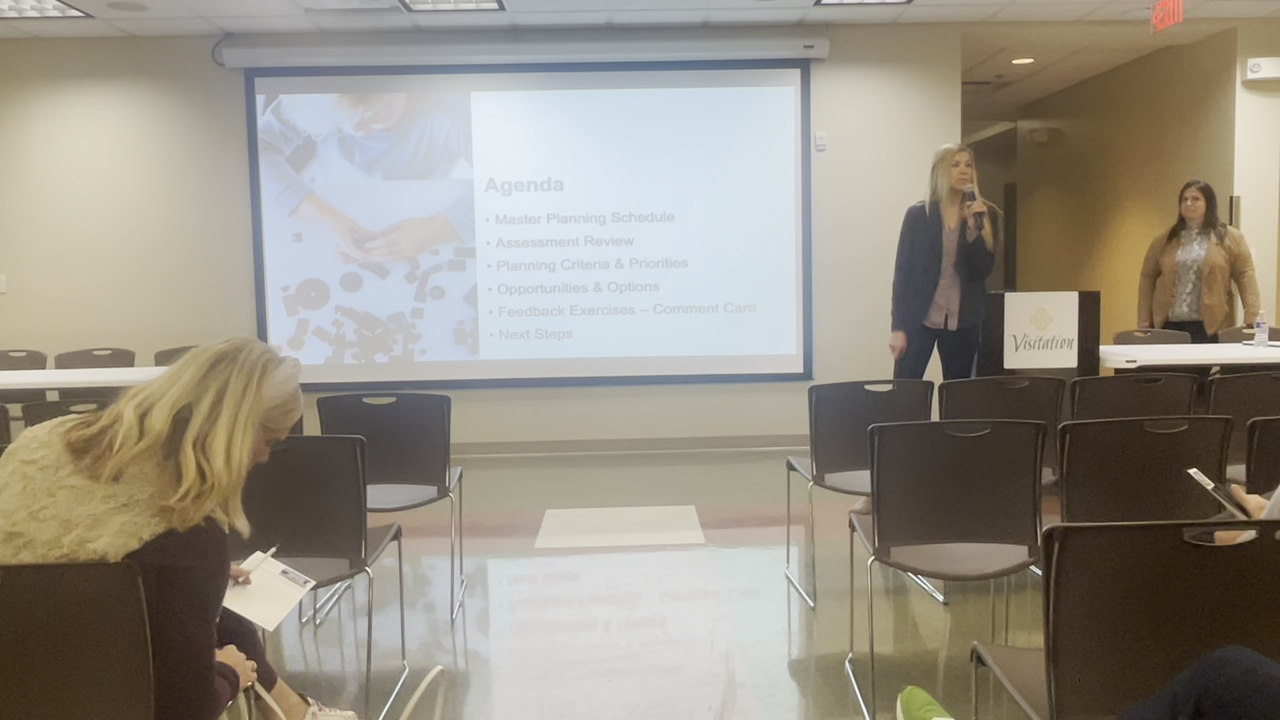 Agenda
• Master Planning Schedule
• Assessment Review
• Planning Criteria & Priorities
• Opportunities & Options
• Feedback Exercises – Comment Card
• Next Steps
Visitation